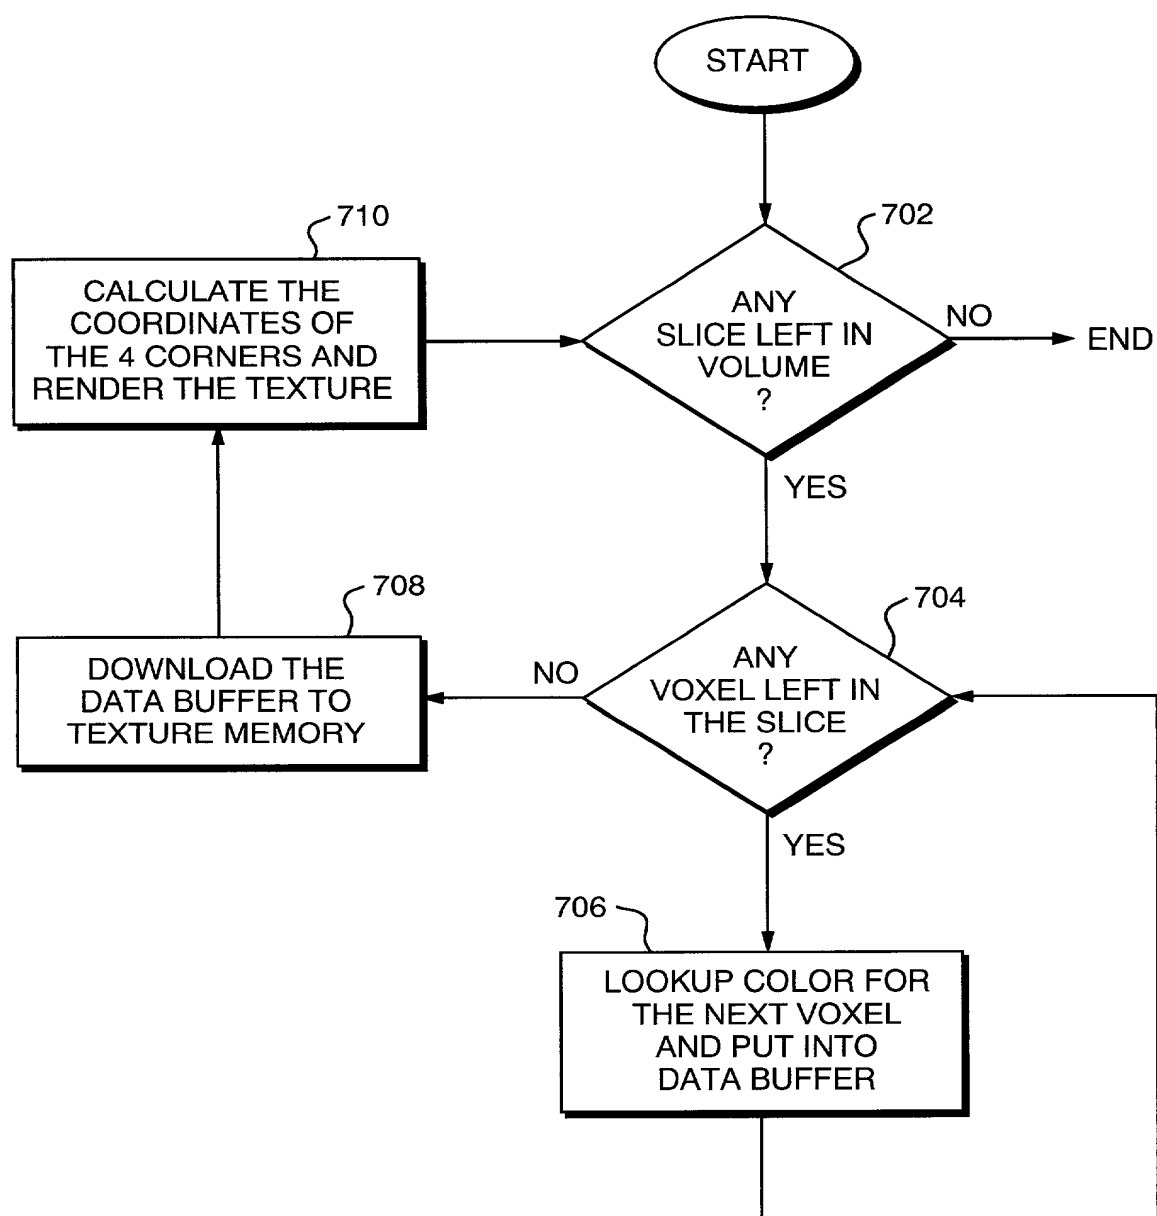 START
702
ANY
SLICE LEFT IN
VOLUME
?
NO
END
YES
710
CALCULATE THE
COORDINATES OF
THE 4 CORNERS AND
RENDER THE TEXTURE
704
ANY
VOXEL LEFT IN
THE SLICE
?
NO
YES
708
DOWNLOAD THE
DATA BUFFER TO
TEXTURE MEMORY
706
LOOKUP COLOR FOR
THE NEXT VOXEL
AND PUT INTO
DATA BUFFER